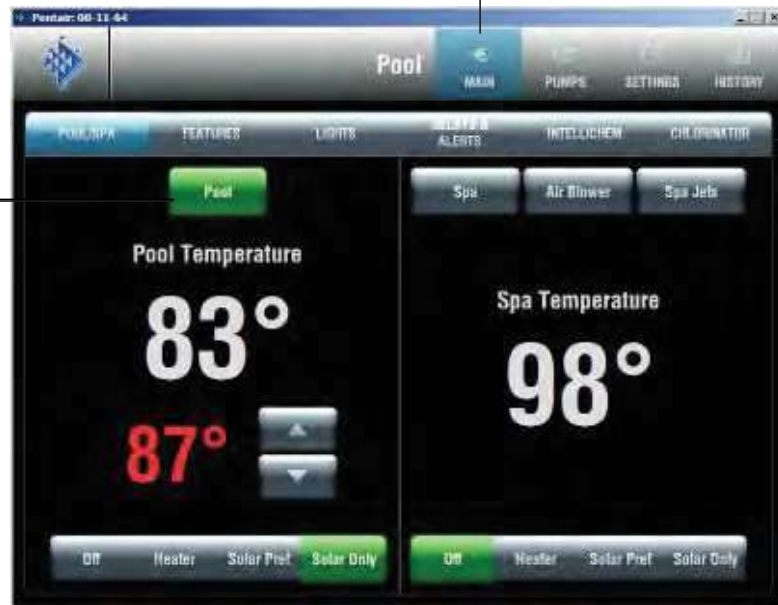 Pentair: 00-11-64
Pool
MAIN
PUMPS
SETTINGS
HISTORY
POOL/SPA
FEATURES
LIGHTS
ALERTS
INTELLICHEM
CHLORINATOR
Pool
Spa
Air Blower
Spa Jets
Pool Temperature
83°
87°
Spa Temperature
98°
Off
Heater
Solar Pref
Solar Only
Off
Heater
Solar Pref
Solar Only